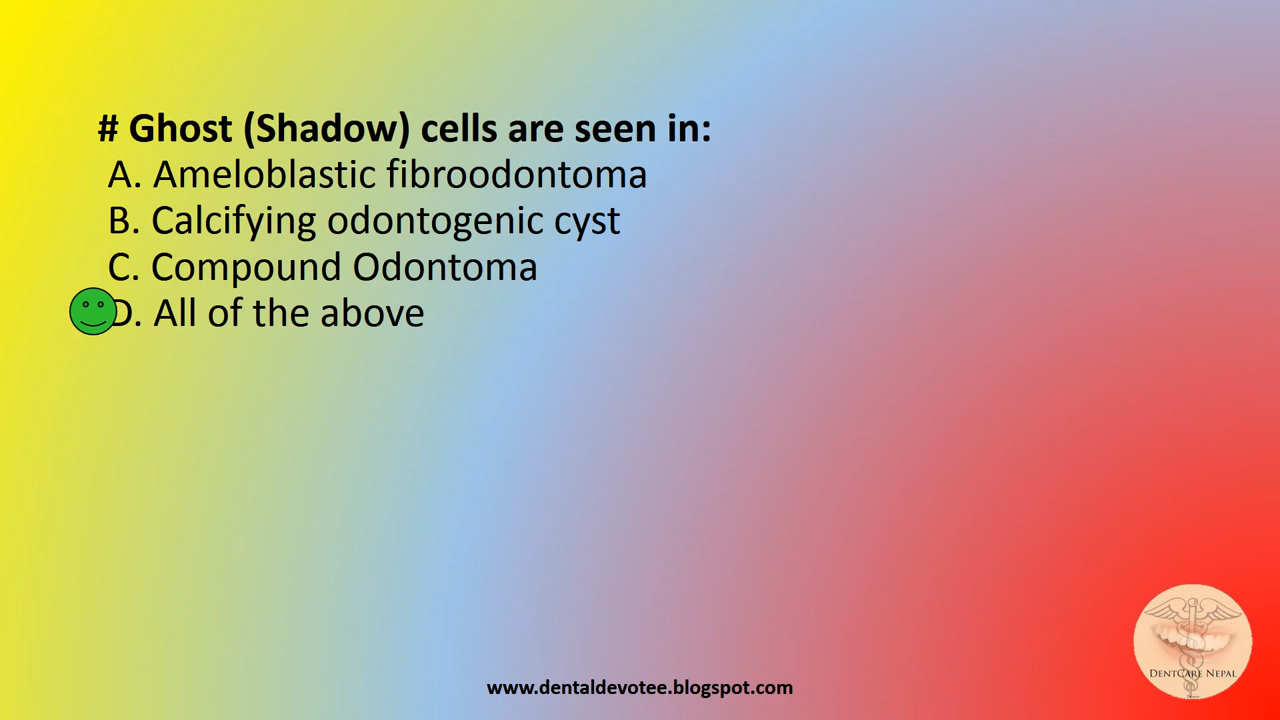 # Ghost (Shadow) cells are seen in:
A. Ameloblastic fibroodontoma
B. Calcifying odontogenic cyst
C. Compound Odontoma
D. All of the above
DENTCARE NEPAL
www.dentaldevotee.blogspot.com